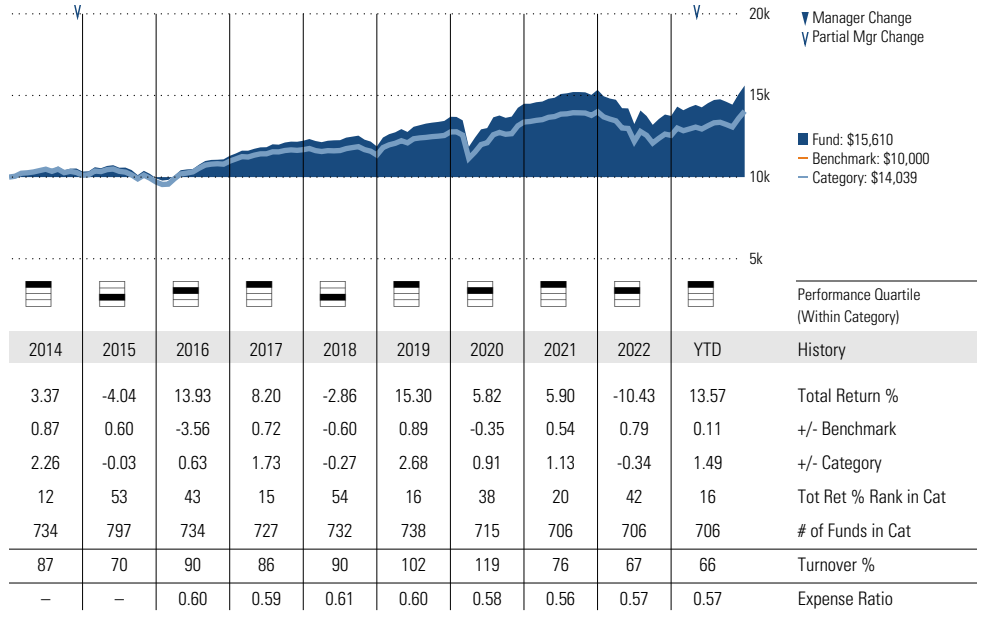 20k
Manager Change
Partial Mgr Change
15k
Fund: $15,610
Benchmark: $10,000
Category: $14,039
10k
5k
Performance Quartile
(Within Category)
2014 2015 2016 2017 2018 2019 2020 2021 2022 YTD History
3.37 -4.04 13.93 8.20 -2.86 15.30 5.82 5.90 -10.43 13.57 Total Return %
0.87 0.60 -3.56 0.72 -0.60 0.89 -0.35 0.54 0.79 0.11 +/- Benchmark
2.26 -0.03 0.63 1.73 -0.27 2.68 0.91 1.13 -0.34 1.49 +/- Category
12 53 43 15 54 16 38 20 42 16 Tot Ret % Rank in Cat
734 797 734 727 732 738 715 706 706 706 # of Funds in Cat
87 70 90 86 90 102 119 76 67 66 Turnover %
– – 0.60 0.59 0.61 0.60 0.58 0.56 0.57 0.57 Expense Ratio